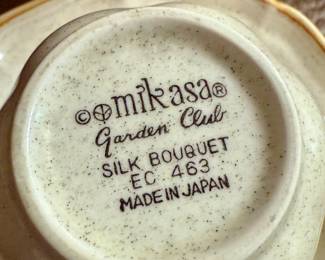 © mikasa®
Garden Club
SILK BOUQUET
EC 463
MADE IN JAPAN